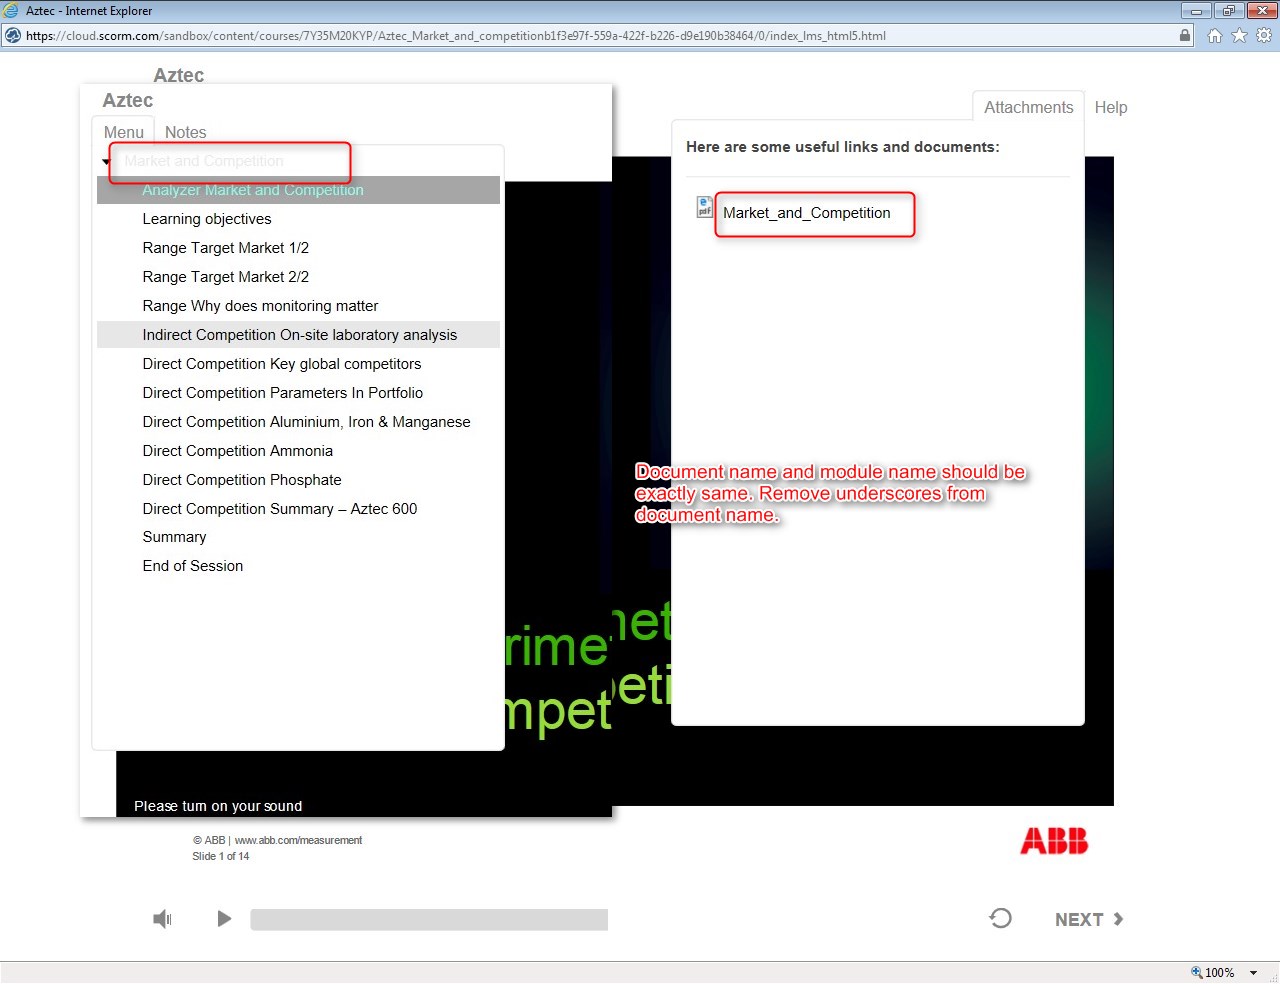 Aztec - Internet Explorer
https://cloud.scorm.com/sandbox/content/courses/7Y35M20KYP/Aztec_Market_and_competitionb1f3e97f-559a-422f-b226-d9e190b38464/0/index_lms_html5.html
Aztec
Aztec
Menu Notes
Market and Competition
Analyzer Market and Competition
Learning objectives
Range Target Market 1/2
Range Target Market 2/2
Range Why does monitoring matter
Indirect Competition On-site laboratory analysis
Direct Competition Key global competitors
Direct Competition Parameters In Portfolio
Direct Competition Aluminium, Iron & Manganese
Direct Competition Ammonia
Direct Competition Phosphate
Direct Competition Summary – Aztec 600
Summary
End of Session
Attachments Help
Here are some useful links and documents:
pdf
Market_and_Competition
Document name and module name should be
exactly same. Remove underscores from
document name.
rime
net
mpet
peti
Please turn on your sound
© ABB | www.abb.com/measurement
Slide 1 of 14
ABB
NEXT
100%